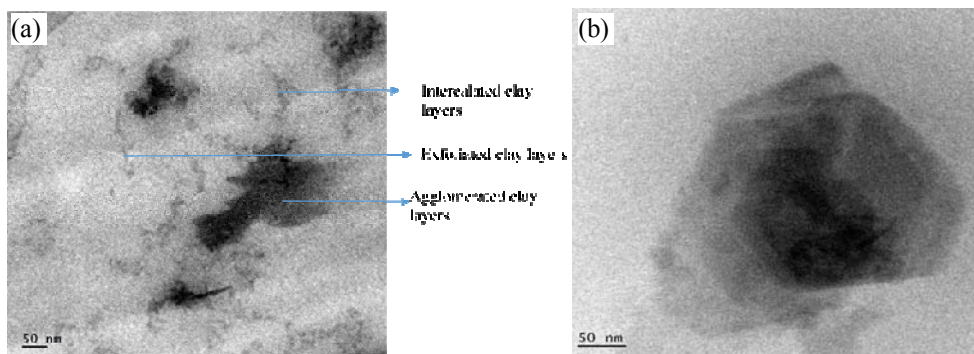 (a)
(b)
Intercalated clay
layers
Exfoliated clay layers
Agglomerated clay
layers
50 nm
50 nm